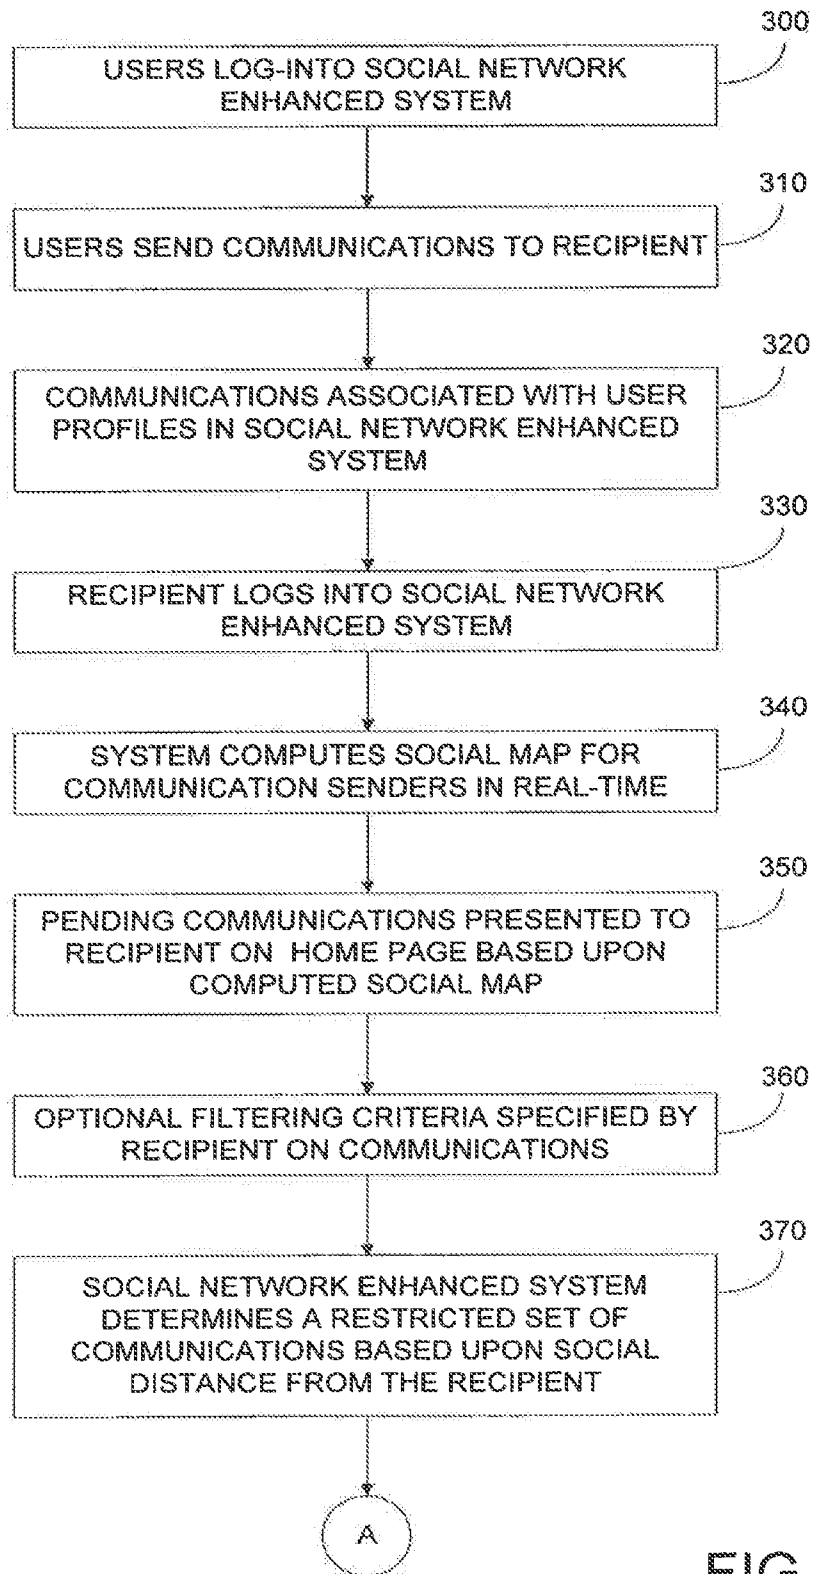 300
USERS LOG-INTO SOCIAL NETWORK
ENHANCED SYSTEM
310
USERS SEND COMMUNICATIONS TO RECIPIENT
320
COMMUNICATIONS ASSOCIATED WITH USER
PROFILES IN SOCIAL NETWORK ENHANCED
SYSTEM
330
RECIPIENT LOGS INTO SOCIAL NETWORK
ENHANCED SYSTEM
340
SYSTEM COMPUTES SOCIAL MAP FOR
COMMUNICATION SENDERS IN REAL-TIME
350
PENDING COMMUNICATIONS PRESENTED TO
RECIPIENT ON HOME PAGE BASED UPON
COMPUTED SOCIAL MAP
360
OPTIONAL FILTERING CRITERIA SPECIFIED BY
RECIPIENT ON COMMUNICATIONS
370
SOCIAL NETWORK ENHANCED SYSTEM
DETERMINES A RESTRICTED SET OF
COMMUNICATIONS BASED UPON SOCIAL
DISTANCE FROM THE RECIPIENT
A
FIG